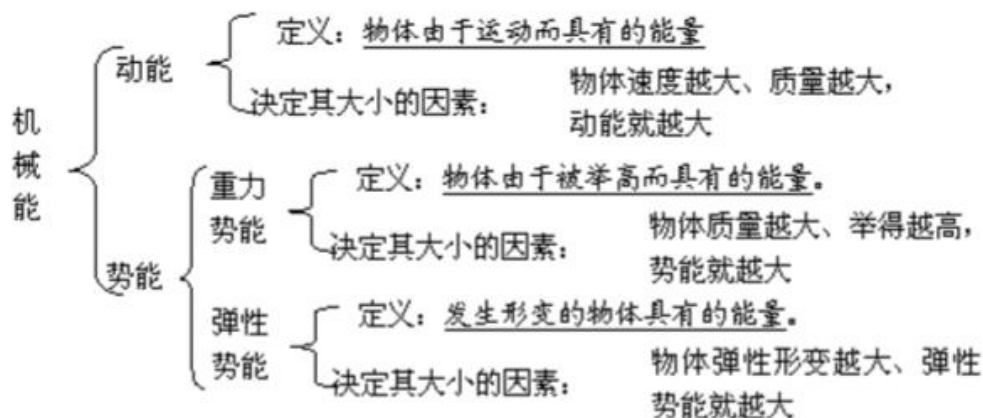 机械能
动能
定义：物体由于运动而具有的能量
决定其大小的因素：
物体速度越大、质量越大，
动能就越大
势能
重力
势能
定义：物体由于被举高而具有的能量。
决定其大小的因素：
物体质量越大、举得越高，
势能就越大
弹性
势能
定义：发生形变的物体具有的能量。
决定其大小的因素：
物体弹性形变越大、弹性
势能就越大